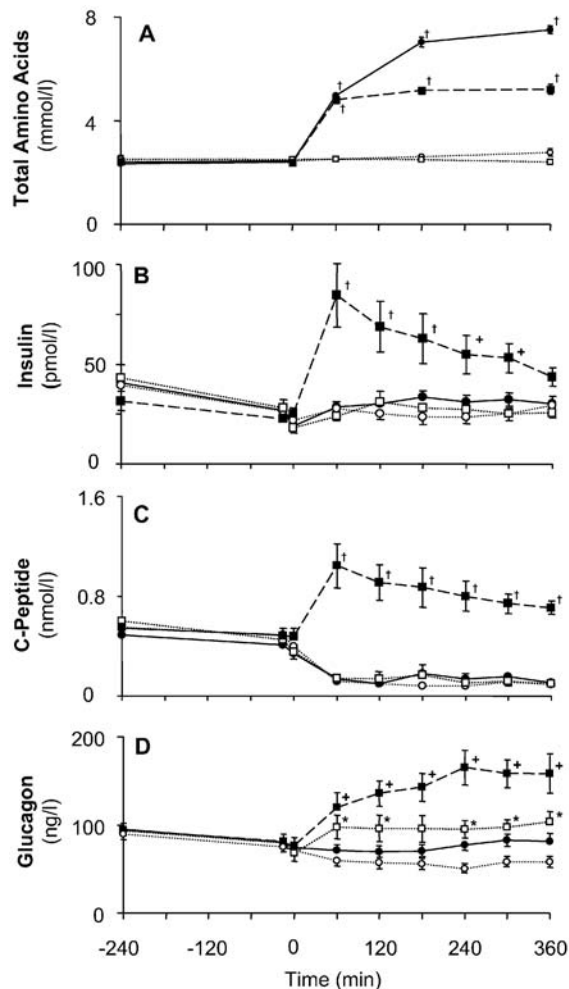 A
Total Amino Acids
(mmol/l)
8
4
0
† † † † † †
B
Insulin
(pmol/l)
100
50
0
† † † + +
C
C-Peptide
(nmol/l)
1.6
0.8
0
† † † † † †
D
Glucagon
(ng/l)
200
100
0
+ + + + + +
* * * * *
-240 -120 0 120 240 360
Time (min)